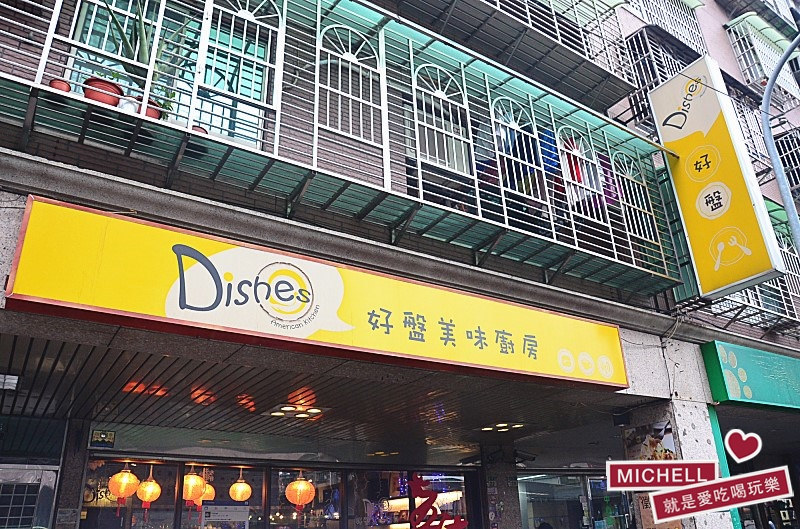 Dishes
好
盤
Dishes
American Kitchen
好盤美味廚房
MICHELL
就是愛吃喝玩樂